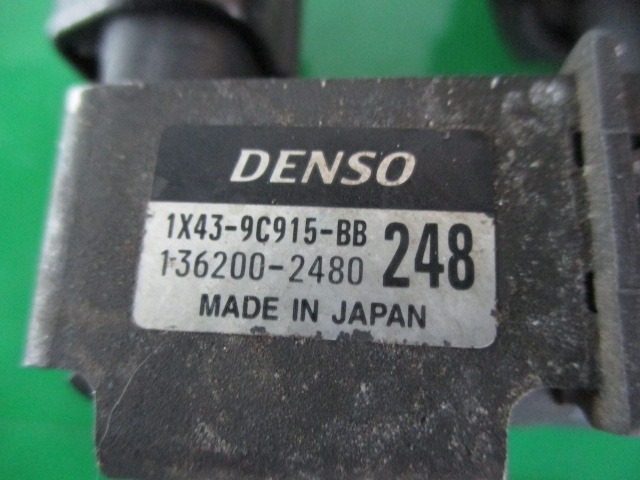 DENSO
1X43-9C915-BB 248
136200-2480
MADE IN JAPAN